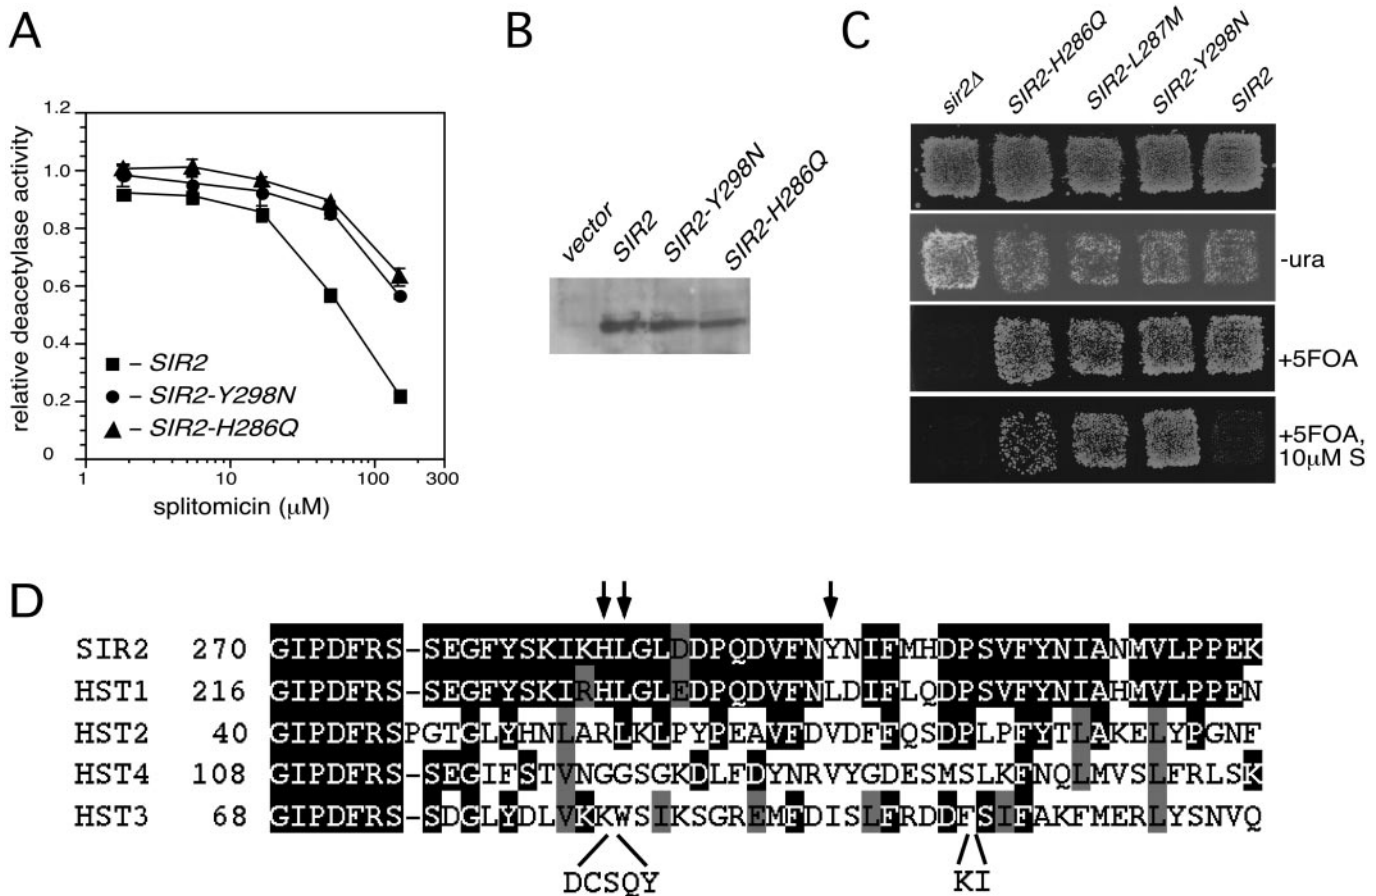 A
relative deacetylase activity
1.2
1.0
0.8
0.6
0.4
0.2
0
1
10
100
300
splitomicin (μM)
■ – SIR2
● – SIR2-Y298N
▲ – SIR2-H286Q
B
vector
SIR2
SIR2-Y298N
SIR2-H286Q
C
sir2Δ
SIR2-H286Q
SIR2-L287M
SIR2-Y298N
SIR2
-ura
+5FOA
+5FOA,
10μM S
D
SIR2 270 GIPDFRS-SEGFYSKIKHLGLDDPQDVFNYNIFMHDPSVFYNIANMVLPPEK
HST1 216 GIPDFRS-SEGFYSKIRHLGLEDPQDVFNLDIFLQDPSVFYNIAHMVLPPEN
HST2 40 GIPDFRSPGTGLYHNLARLKLPYPEAVFDVDFFQSDPLPFYTLAKELYPGNF
HST4 108 GIPDFRS-SEGIFSTVNGGSGKDLFDYNRVYGDESMSLKFNQLMVSLFRLSK
HST3 68 GIPDFRS-SDGLYDLVKKWSIKSGREMFDISLFRDDFSIFAKFMERLYSNVQ
DCSQY
KI